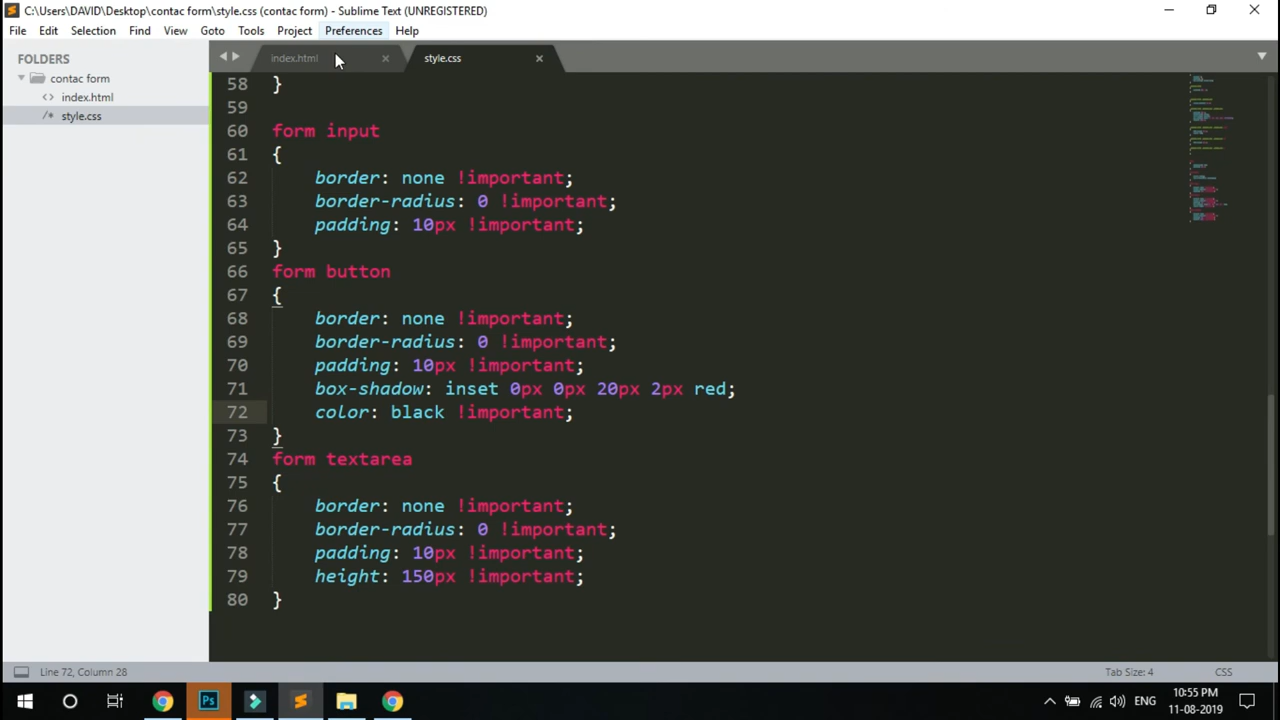 C:\Users\DAVID\Desktop\contac form\style.css (contac form) - Sublime Text (UNREGISTERED)
File Edit Selection Find View Goto Tools Project Preferences Help
FOLDERS
contac form
<> index.html
/* style.css
index.html × style.css ×
58 }
59
60 form input
61 {
62 border: none !important;
63 border-radius: 0 !important;
64 padding: 10px !important;
65 }
66 form button
67 {
68 border: none !important;
69 border-radius: 0 !important;
70 padding: 10px !important;
71 box-shadow: inset 0px 0px 20px 2px red;
72 color: black !important;
73 }
74 form textarea
75 {
76 border: none !important;
77 border-radius: 0 !important;
78 padding: 10px !important;
79 height: 150px !important;
80 }
Line 72, Column 28 Tab Size: 4 CSS
Ps ENG 10:55 PM
11-08-2019